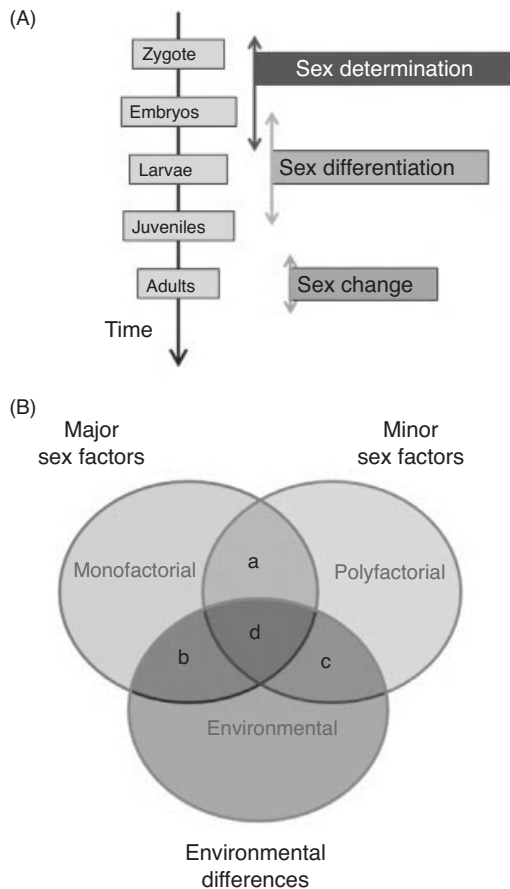 (A)
Zygote
Sex determination
Embryos
Larvae
Sex differentiation
Juveniles
Adults
Sex change
Time
(B)
Major
sex factors
Minor
sex factors
Monofactorial
a
Polyfactorial
d
b
c
Environmental
Environmental
differences